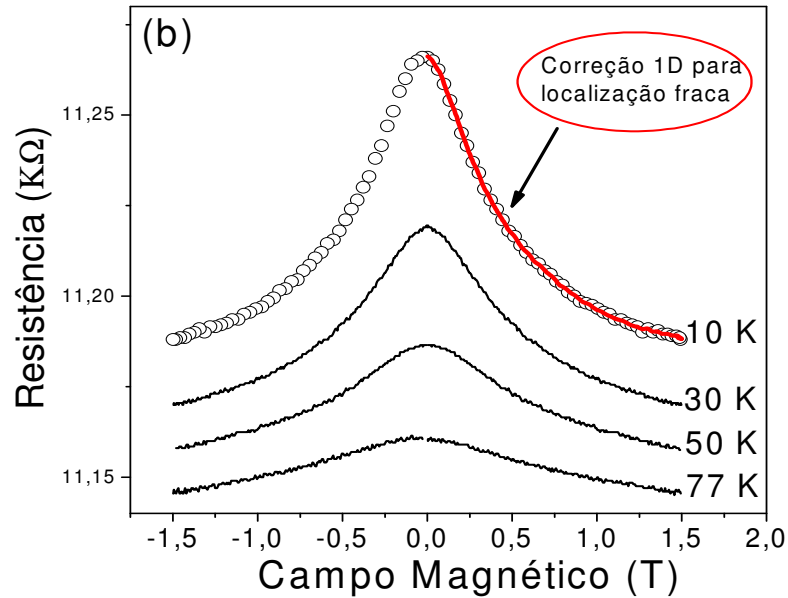 (b)
Correção 1D para
localização fraca
Resistência (KΩ)
11,25
11,20
11,15
10 K
30 K
50 K
77 K
-1,5 -1,0 -0,5 0,0 0,5 1,0 1,5 2,0
Campo Magnético (T)